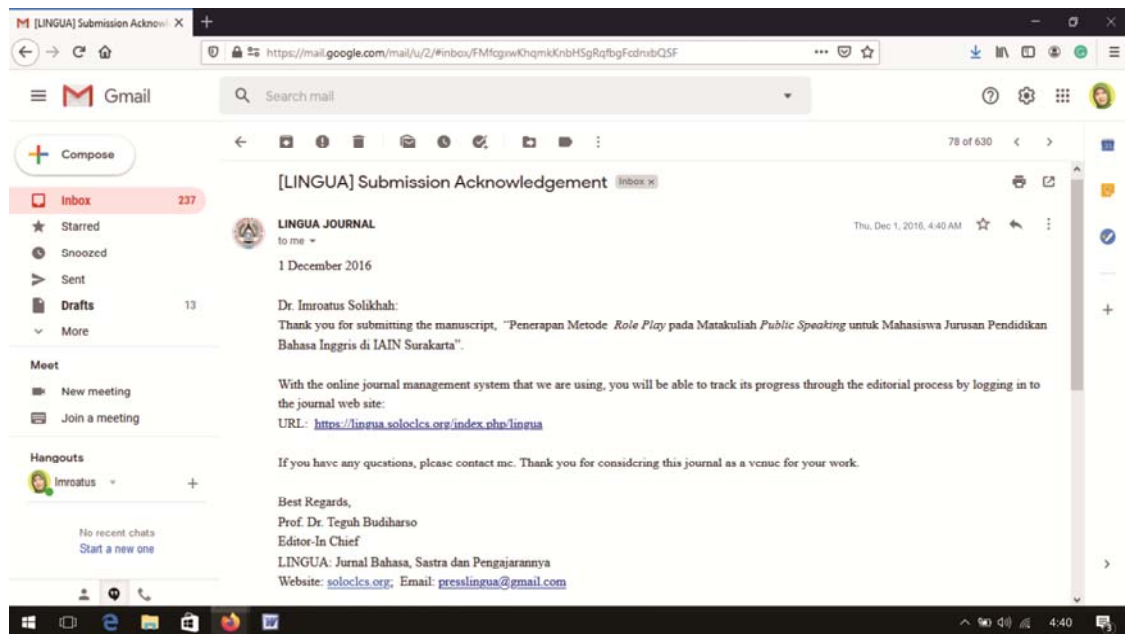 [LINGUA] Submission Acknowl
https://mail.google.com/mail/u/2/#inbox/FMfcgxwKhqmkKnbHSgRqfbgFcdnxbQSF
Gmail
Search mail
Compose
78 of 630
[LINGUA] Submission Acknowledgement Inbox x
Inbox 237
Starred
Snoozed
Sent
Drafts 13
More
LINGUA JOURNAL
Thu, Dec 1, 2016, 4:40 AM
to me
1 December 2016
Dr. Imroatus Solikhah:
Thank you for submitting the manuscript, “Penerapan Metode Role Play pada Matakuliah Public Speaking untuk Mahasiswa Jurusan Pendidikan
Bahasa Inggris di IAIN Surakarta”.
With the online journal management system that we are using, you will be able to track its progress through the editorial process by logging in to
the journal web site:
URL: https://lingua.soloclcs.org/index.php/lingua
If you have any questions, please contact me. Thank you for considering this journal as a venue for your work.
Best Regards,
Prof. Dr. Teguh Budiharso
Editor-In Chief
LINGUA: Jurnal Bahasa, Sastra dan Pengajarannya
Website: soloclcs.org; Email: presslingua@gmail.com
Meet
New meeting
Join a meeting
Hangouts
Imroatus
No recent chats
Start a new one
4:40